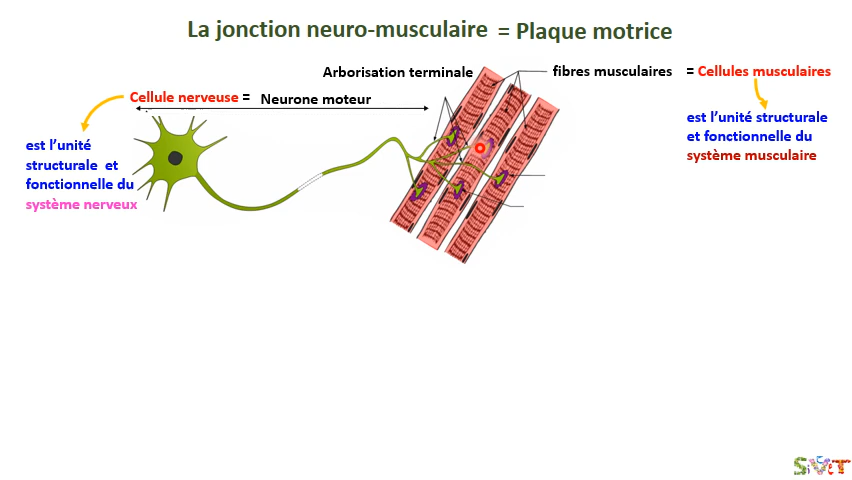 La jonction neuro-musculaire = Plaque motrice
Arborisation terminale
fibres musculaires = Cellules musculaires
Cellule nerveuse = Neurone moteur
est l'unité
structurale et
fonctionnelle du
système nerveux
est l'unité structurale
et fonctionnelle du
système musculaire
SiVeT